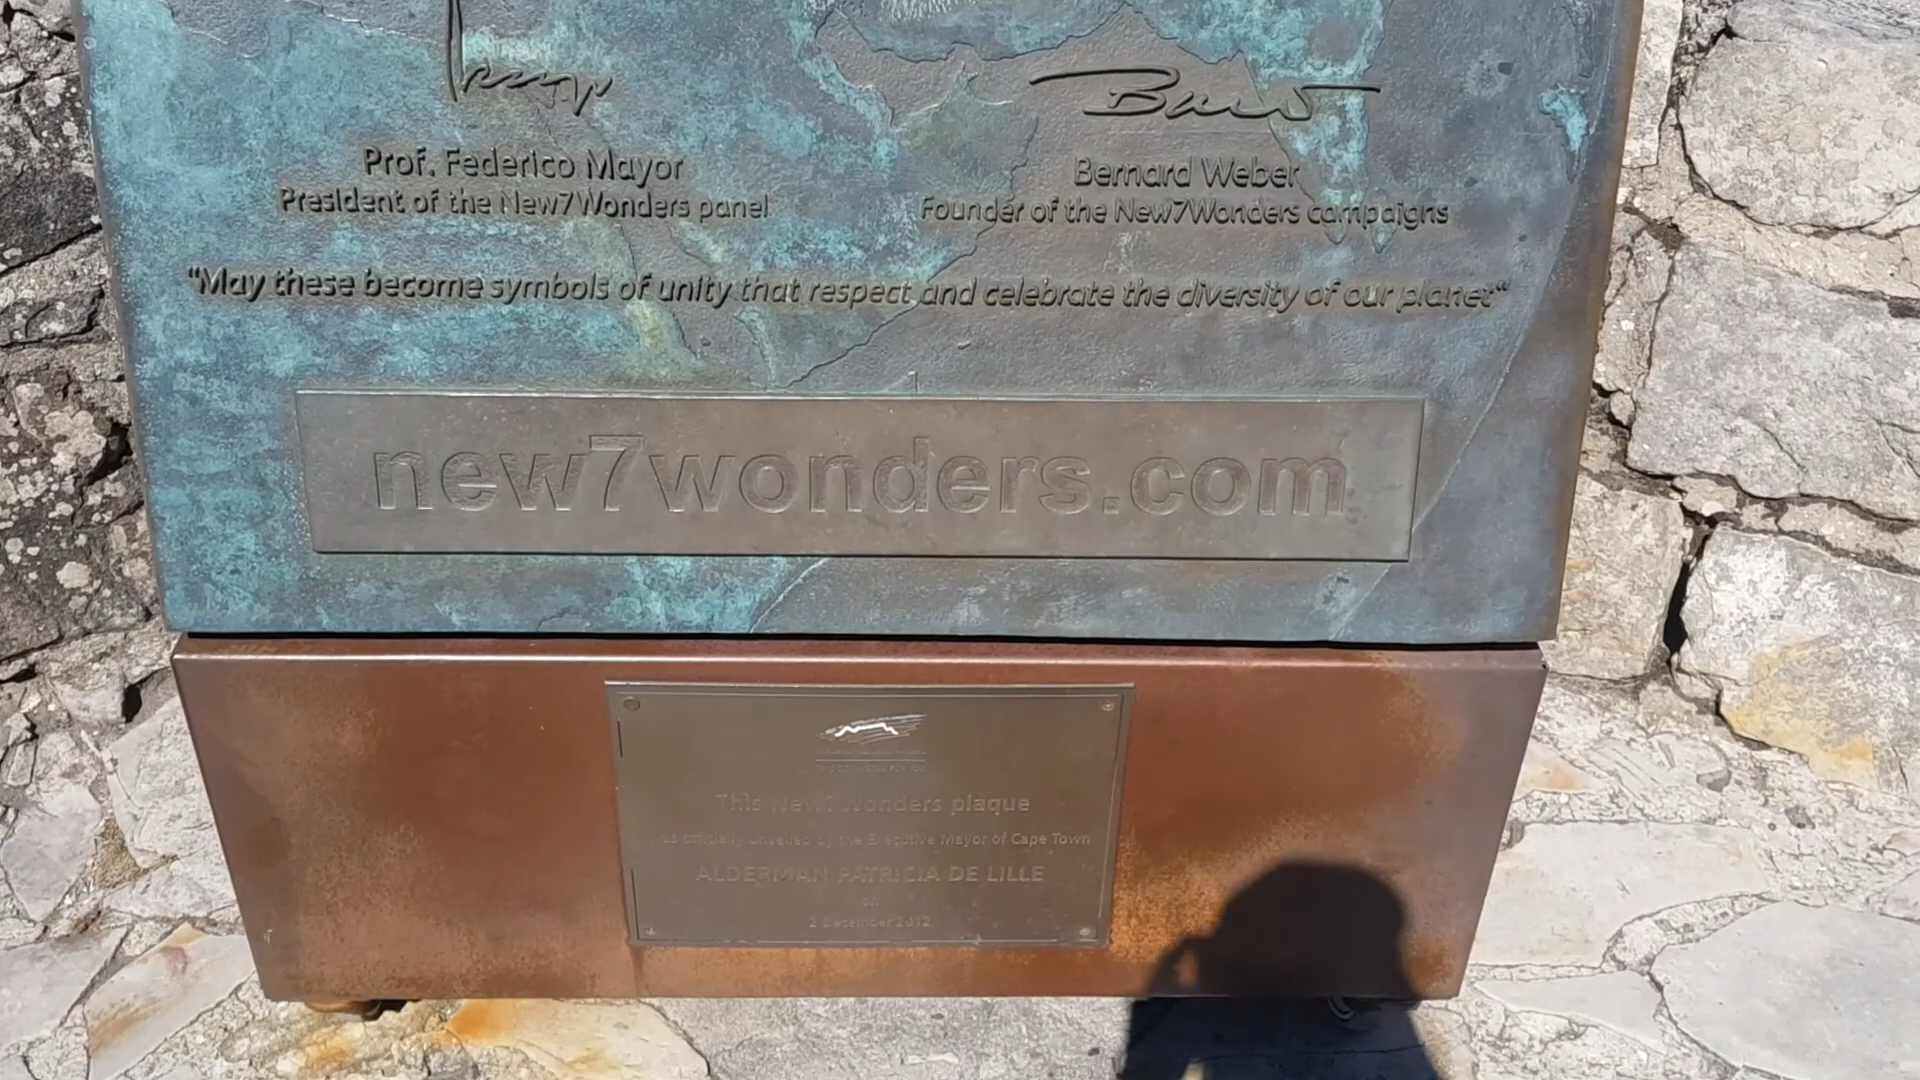 Prof. Federico Mayor
President of the New7Wonders panel
Bernard Weber
Founder of the New7Wonders campaigns
“May these become symbols of unity that respect and celebrate the diversity of our planet“
new7wonders.com
This New7Wonders plaque
was officially unveiled by the Executive Mayor of Cape Town
ALDERMAN PATRICIA DE LILLE
on
2 December 2012